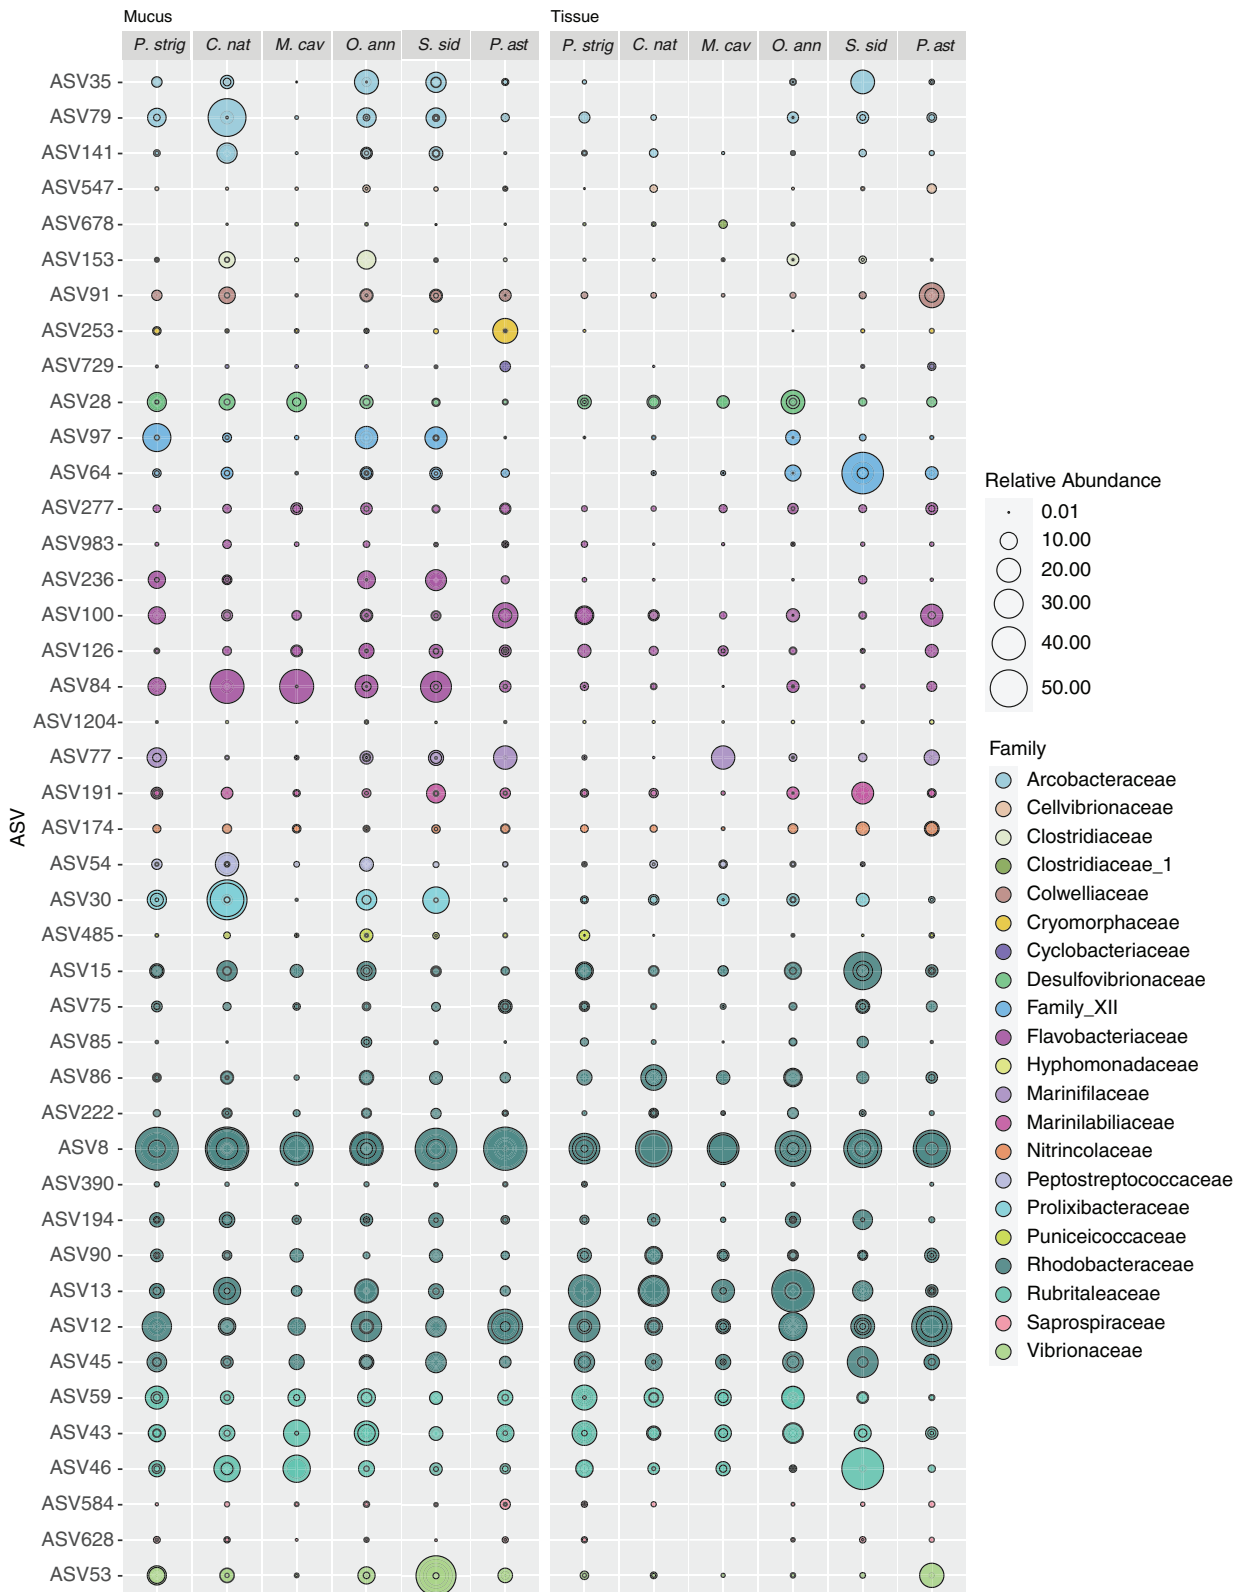 Mucus
Tissue
P. strig C. nat M. cav O. ann S. sid P. ast P. strig C. nat M. cav O. ann S. sid P. ast
ASV
ASV35
ASV79
ASV141
ASV547
ASV678
ASV153
ASV91
ASV253
ASV729
ASV28
ASV97
ASV64
ASV277
ASV983
ASV236
ASV100
ASV126
ASV84
ASV1204
ASV77
ASV191
ASV174
ASV54
ASV30
ASV485
ASV15
ASV75
ASV85
ASV86
ASV222
ASV8
ASV390
ASV194
ASV90
ASV13
ASV12
ASV45
ASV59
ASV43
ASV46
ASV584
ASV628
ASV53
Relative Abundance
0.01
10.00
20.00
30.00
40.00
50.00
Family
Arcobacteraceae
Cellvibrionaceae
Clostridiaceae
Clostridiaceae_1
Colwelliaceae
Cryomorphaceae
Cyclobacteriaceae
Desulfovibrionaceae
Family_XII
Flavobacteriaceae
Hyphomonadaceae
Marinifilaceae
Marinilabiliaceae
Nitrincolaceae
Peptostreptococcaceae
Prolixibacteraceae
Puniceicoccaceae
Rhodobacteraceae
Rubritaleaceae
Saprospiraceae
Vibrionaceae